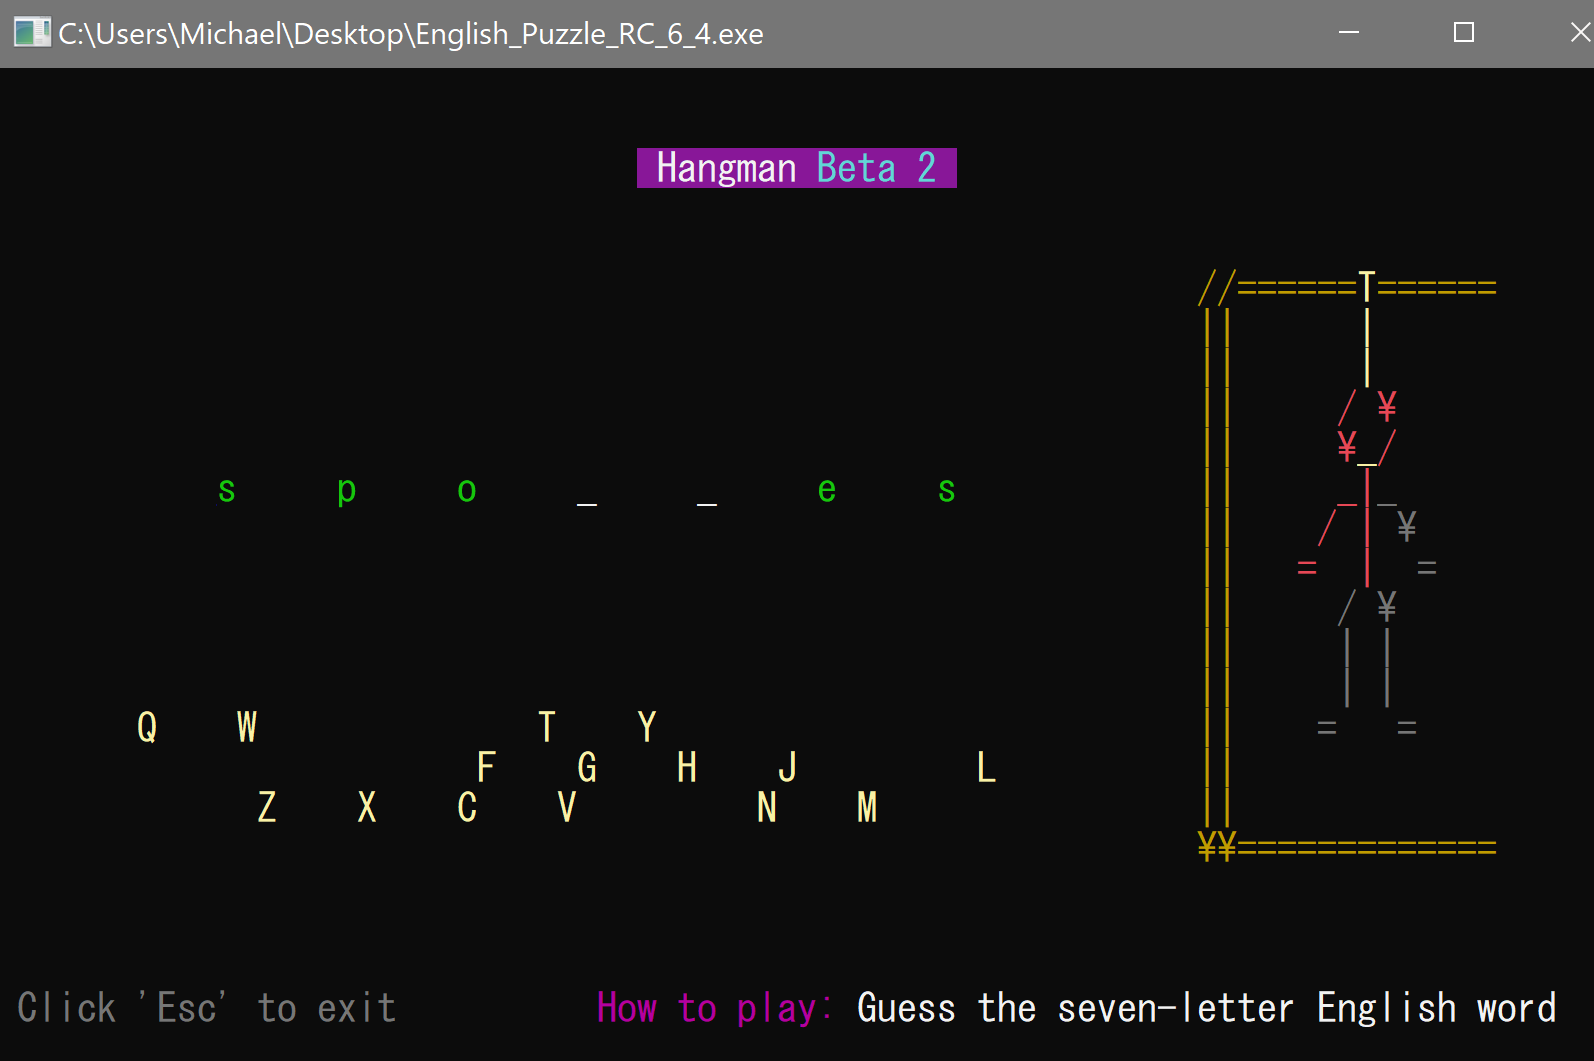 C:\Users\Michael\Desktop\English_Puzzle_RC_6_4.exe
Hangman Beta 2
//======T======
|| |
|| |
|| / ¥
|| ¥_/
s p o _ _ e s || _|_
|| / | ¥
|| = | =
|| / ¥
|| | |
|| | |
Q W T Y || = =
F G H J L ||
Z X C V N M ||
¥¥=============
Click 'Esc' to exit How to play: Guess the seven-letter English word